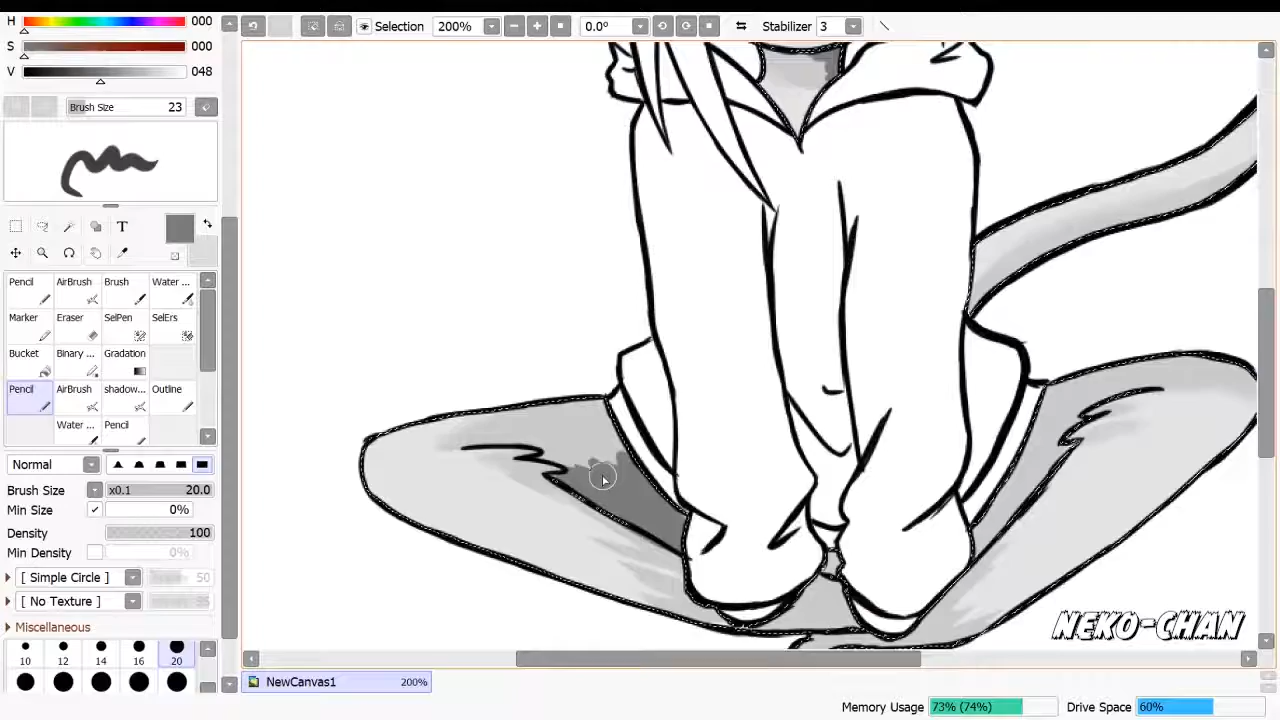 H 000
S 000
V 048
Brush Size 23
Selection 200% 0.0° Stabilizer 3
T
Pencil AirBrush Brush Water ...
Marker Eraser SelPen SelErs
Bucket Binary ... Gradation
Pencil AirBrush shadow... Outline
Water ... Pencil
Normal
Brush Size x0.1 20.0
Min Size 0%
Density 100
Min Density 0%
[ Simple Circle ] 50
[ No Texture ]
Miscellaneous
10 12 14 16 20
NEKO-CHAN
NewCanvas1 200%
Memory Usage 73% (74%) Drive Space 60%